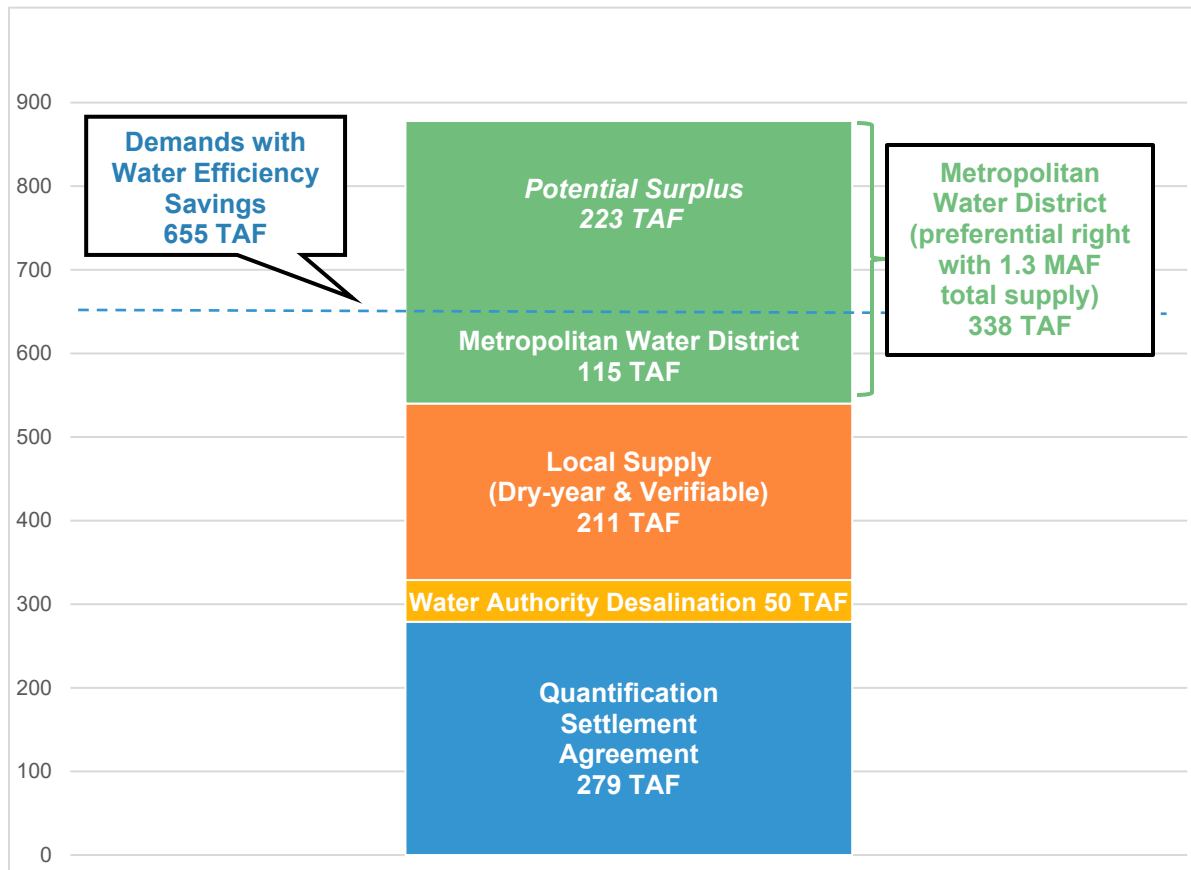 900
800
700
600
500
400
300
200
100
0
Demands with
Water Efficiency
Savings
655 TAF
Potential Surplus
223 TAF
Metropolitan Water District
115 TAF
Local Supply
(Dry-year & Verifiable)
211 TAF
Water Authority Desalination 50 TAF
Quantification
Settlement
Agreement
279 TAF
Metropolitan
Water District
(preferential right
with 1.3 MAF
total supply)
338 TAF